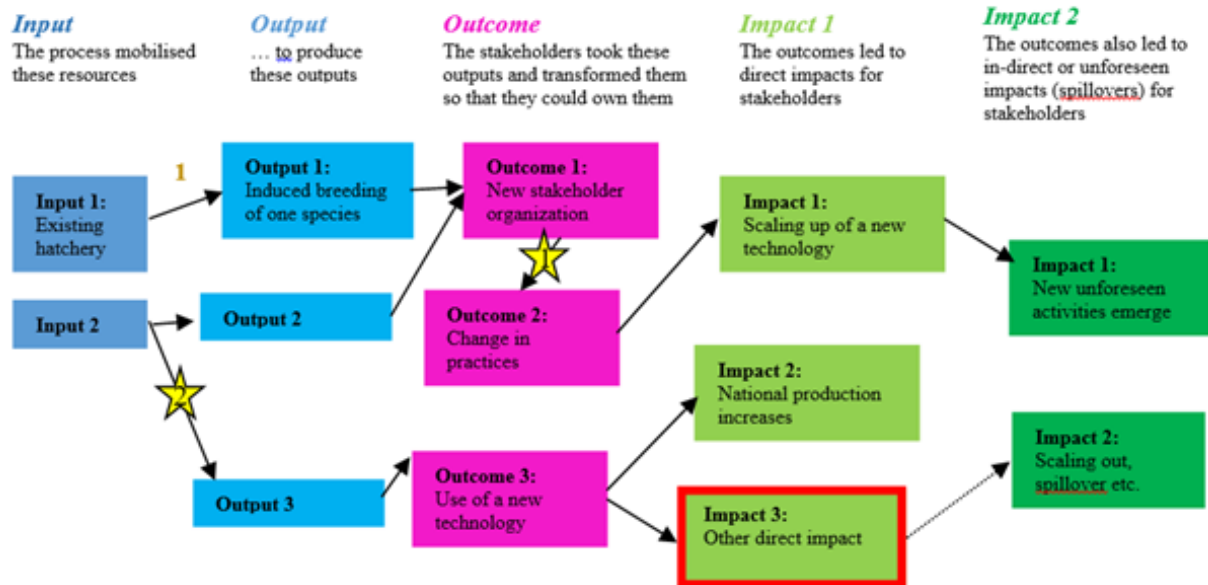 Input
The process mobilised
these resources
Output
… to produce
these outputs
Outcome
The stakeholders took these
outputs and transformed them
so that they could own them
Impact 1
The outcomes led to
direct impacts for
stakeholders
Impact 2
The outcomes also led to
in-direct or unforeseen
impacts (spillovers) for
stakeholders
Input 1:
Existing
hatchery
1
Output 1:
Induced breeding
of one species
Outcome 1:
New stakeholder
organization
1
Impact 1:
Scaling up of a new
technology
Impact 1:
New unforeseen
activities emerge
Input 2
Output 2
Outcome 2:
Change in
practices
2
Impact 2:
National production
increases
Impact 2:
Scaling out,
spillover etc.
Output 3
Outcome 3:
Use of a new
technology
Impact 3:
Other direct impact